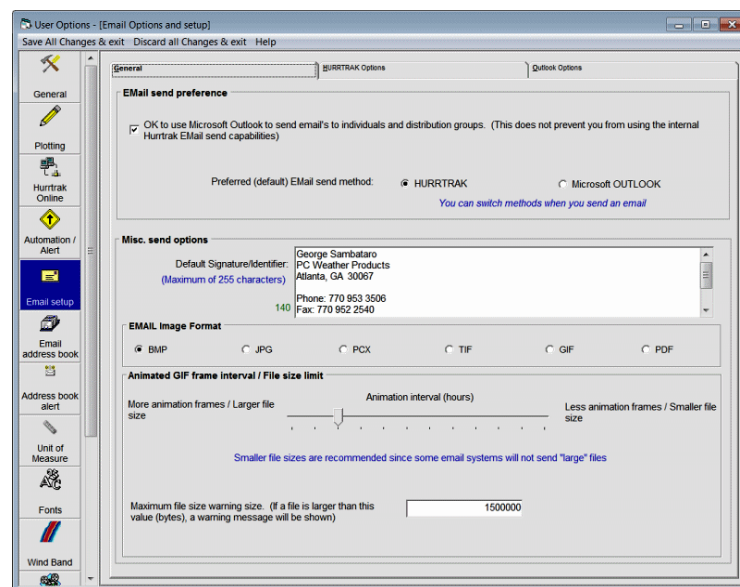 User Options - [Email Options and setup]
Save All Changes & exit Discard all Changes & exit Help
General
Plotting
Hurrtrak
Online
Automation /
Alert
Email setup
Email
address book
Address book
alert
Unit of
Measure
Fonts
Wind Band
General
HURRTRAK Options
Outlook Options
EMail send preference
OK to use Microsoft Outlook to send email's to individuals and distribution groups. (This does not prevent you from using the internal
Hurrtrak EMail send capabilities)
Preferred (default) EMail send method:
HURRTRAK
Microsoft OUTLOOK
You can switch methods when you send an email
Misc. send options
Default Signature/Identifier:
(Maximum of 255 characters)
140
George Sambataro
PC Weather Products
Atlanta, GA 30067
Phone: 770 953 3506
Fax: 770 952 2540
EMAIL Image Format
BMP
JPG
PCX
TIF
GIF
PDF
Animated GIF frame interval / File size limit
More animation frames / Larger file
size
Animation interval (hours)
Less animation frames / Smaller file
size
Smaller file sizes are recommended since some email systems will not send "large" files
Maximum file size warning size. (If a file is larger than this
value (bytes), a warning message will be shown)
1500000